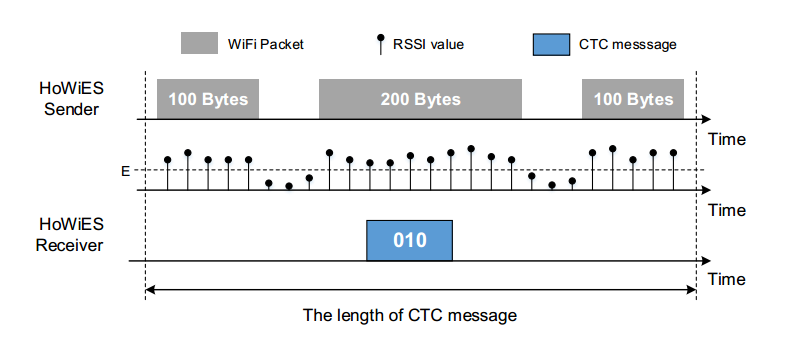 WiFi Packet
RSSI value
CTC messsage
HoWiES
Sender
100 Bytes
200 Bytes
100 Bytes
Time
E
Time
HoWiES
Receiver
010
Time
The length of CTC message